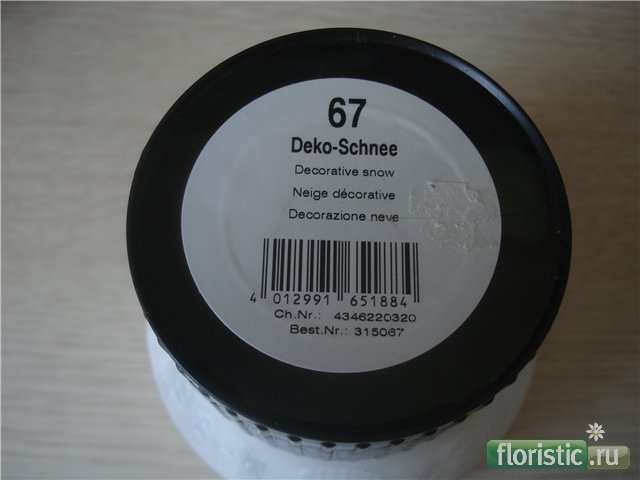 67
Deko-Schnee
Decorative snow
Neige décorative
Decorazione neve
4 012991 651884
Ch.Nr.: 4346220320
Best.Nr.: 315067
floristic.ru